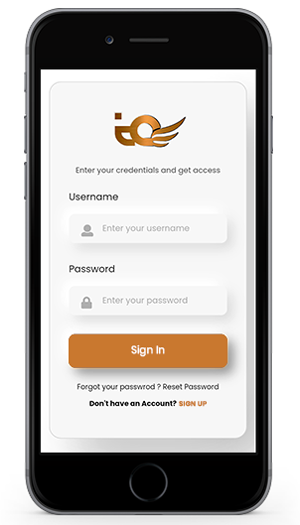 Enter your credentials and get access
Username
Enter your username
Password
Enter your password
Sign In
Forgot your passwrod ? Reset Password
Don't have an Account? SIGN UP